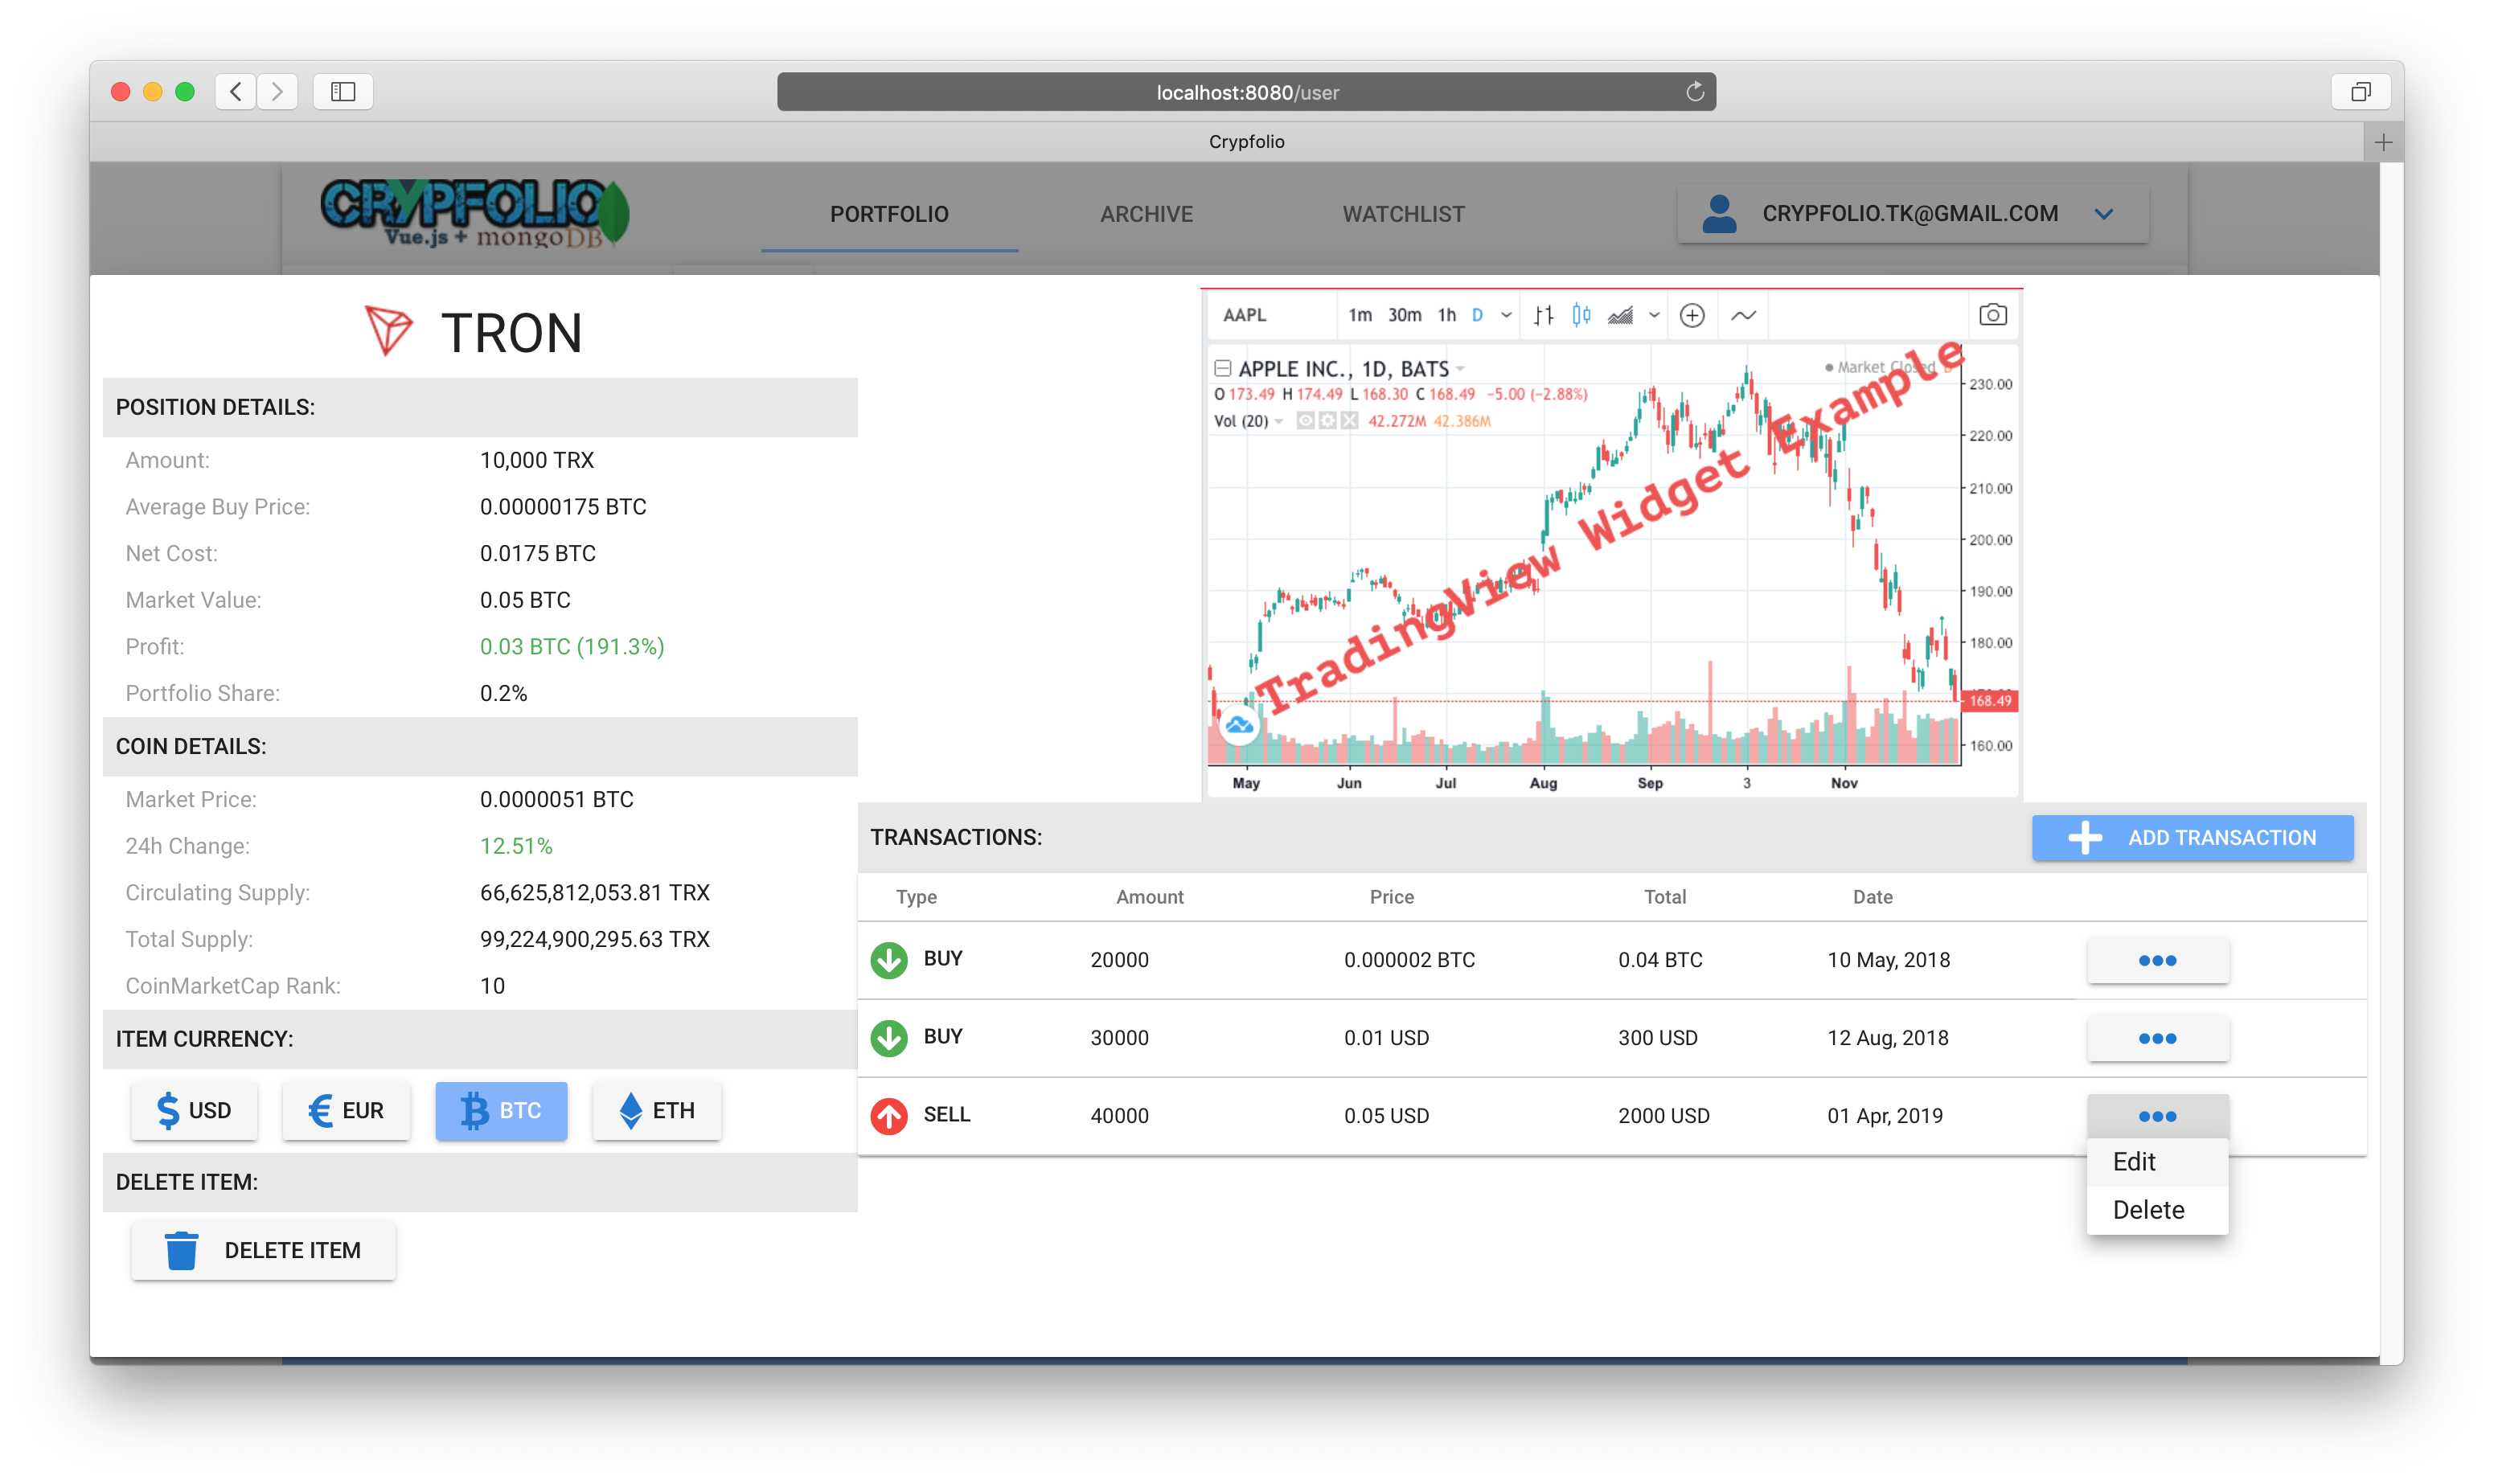 localhost:8080/user
Crypfolio
CRYPFOLIO
Vue.js + mongoDB
PORTFOLIO
ARCHIVE
WATCHLIST
CRYPFOLIO.TK@GMAIL.COM
TRON
POSITION DETAILS:
Amount: 10,000 TRX
Average Buy Price: 0.00000175 BTC
Net Cost: 0.0175 BTC
Market Value: 0.05 BTC
Profit: 0.03 BTC (191.3%)
Portfolio Share: 0.2%
COIN DETAILS:
Market Price: 0.0000051 BTC
24h Change: 12.51%
Circulating Supply: 66,625,812,053.81 TRX
Total Supply: 99,224,900,295.63 TRX
CoinMarketCap Rank: 10
ITEM CURRENCY:
$ USD
€ EUR
BTC
ETH
DELETE ITEM:
DELETE ITEM
AAPL 1m 30m 1h D
APPLE INC., 1D, BATS
Market Closed D
O 173.49 H 174.49 L 168.30 C 168.49 −5.00 (−2.88%)
Vol (20) 42.272M 42.386M
TradingView Widget Example
230.00
220.00
210.00
200.00
190.00
180.00
168.49
160.00
May Jun Jul Aug Sep 3 Nov
TRANSACTIONS:
ADD TRANSACTION
Type Amount Price Total Date
BUY 20000 0.000002 BTC 0.04 BTC 10 May, 2018
BUY 30000 0.01 USD 300 USD 12 Aug, 2018
SELL 40000 0.05 USD 2000 USD 01 Apr, 2019
Edit
Delete